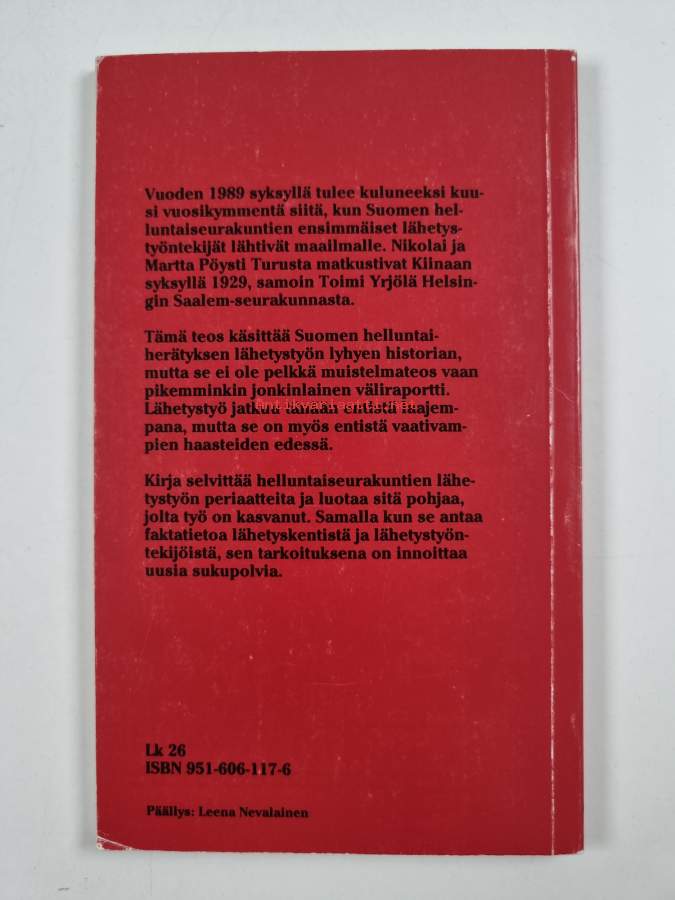 Vuoden 1989 syksyllä tulee kuluneeksi kuu-
si vuosikymmentä siitä, kun Suomen hel-
luntaiseurakuntien ensimmäiset lähetys-
työntekijät lähtivät maailmalle. Nikolai ja
Martta Pöysti Turusta matkustivat Kiinaan
syksyllä 1929, samoin Toimi Yrjölä Helsin-
gin Saalem-seurakunnasta.
Tämä teos käsittää Suomen helluntai-
herätyksen lähetystyön lyhyen historian,
mutta se ei ole pelkkä muistelmateos vaan
pikemminkin jonkinlainen väliraportti.
Lähetystyö jatkuu tänään entistä laajem-
pana, mutta se on myös entistä vaativam-
pien haasteiden edessä.
Kirja selvittää helluntaiseurakuntien lähe-
tystyön periaatteita ja luotaa sitä pohjaa,
jolta työ on kasvanut. Samalla kun se antaa
faktatietoa lähetyskentistä ja lähetystyön-
tekijöistä, sen tarkoituksena on innoittaa
uusia sukupolvia.
Lk 26
ISBN 951-606-117-6
Päällys: Leena Nevalainen